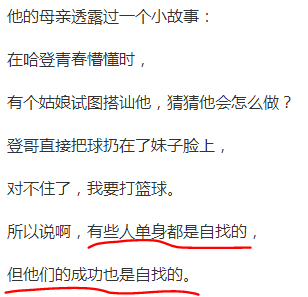 他的母亲透露过一个小故事：
在哈登青春懵懂时，
有个姑娘试图搭讪他，猜猜他会怎么做？
登哥直接把球扔在了妹子脸上，
对不住了，我要打篮球。
所以说啊，有些人单身都是自找的，
但他们的成功也是自找的。